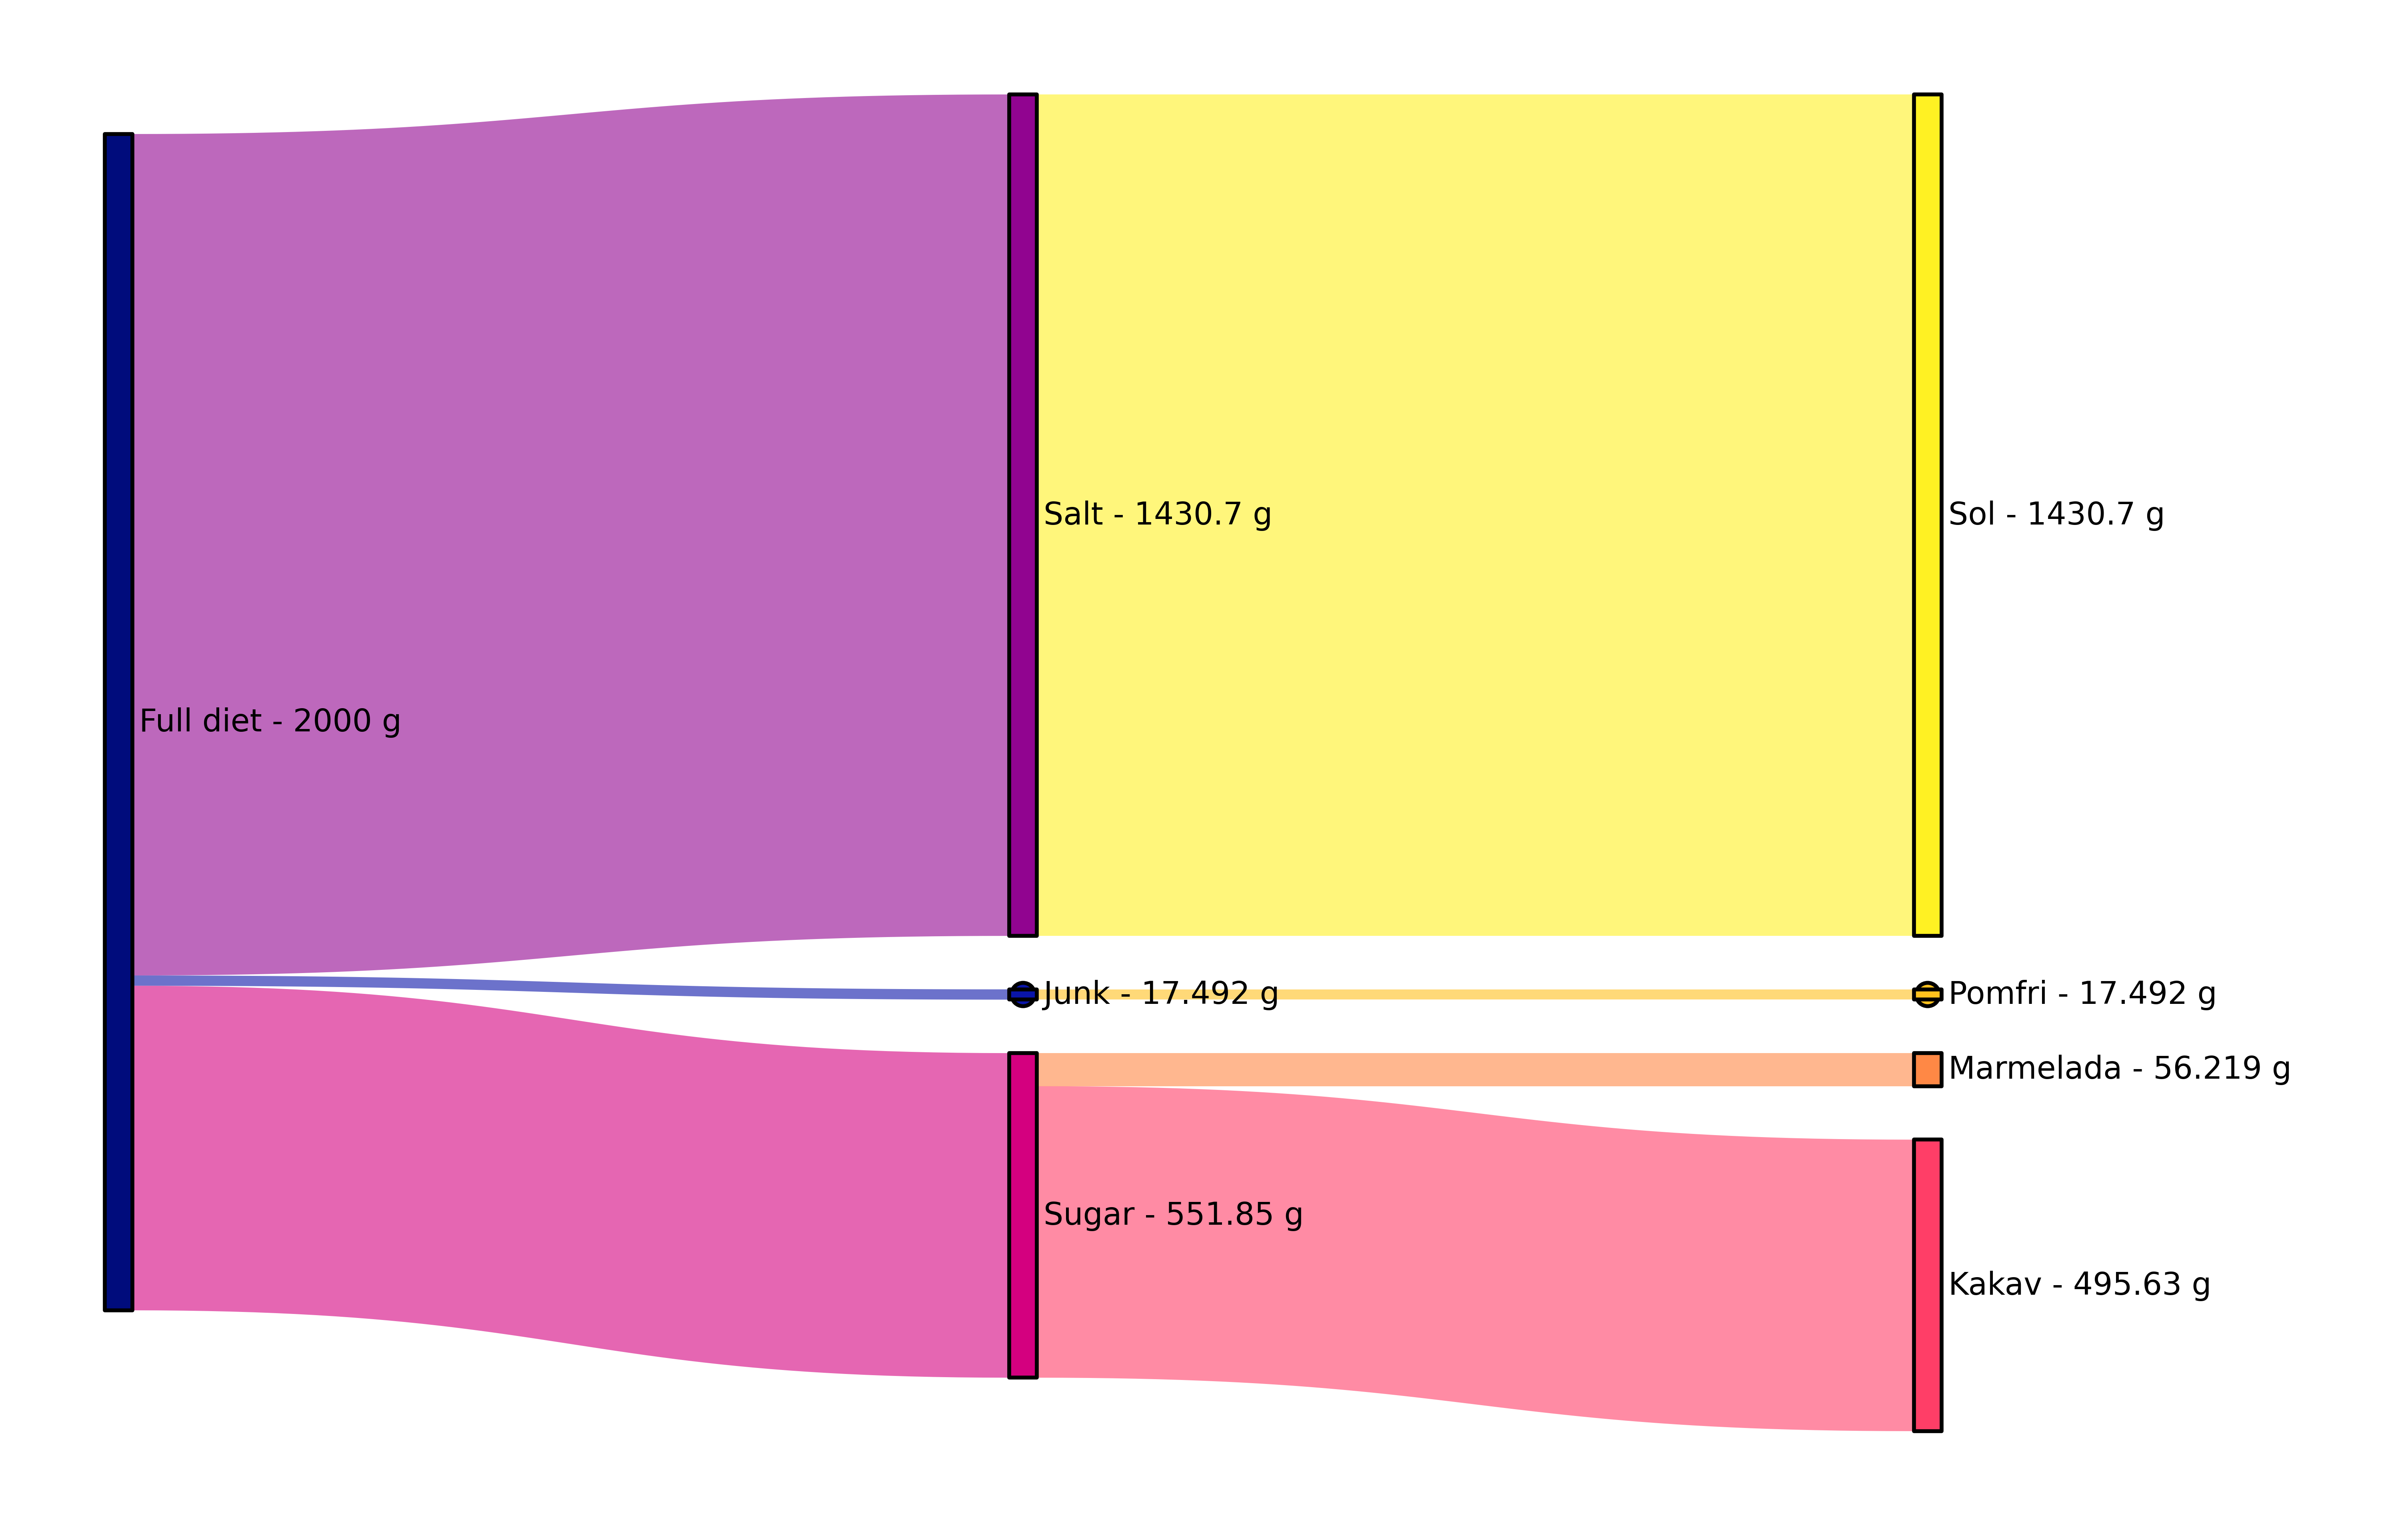 Full diet - 2000 g
Salt - 1430.7 g
Junk - 17.492 g
Sugar - 551.85 g
Sol - 1430.7 g
Pomfri - 17.492 g
Marmelada - 56.219 g
Kakav - 495.63 g